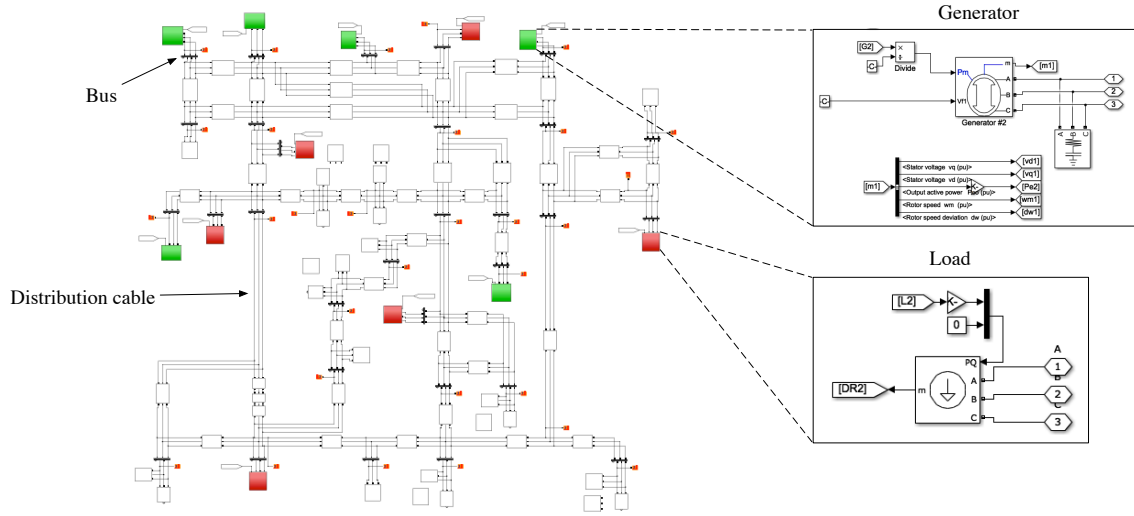 Generator
[G2]
×
÷
Divide
-C-
Pm
m
[m1]
A
1
B
2
-C-
Vf1
C
3
Generator #2
A
B
C
<Stator voltage vq (pu)>
[vd1]
<Stator voltage vd (pu)>
[vq1]
[m1]
K-
[Pe2]
<Output active power
(pu)>
<Rotor speed wm (pu)>
[wm1]
<Rotor speed deviation dw (pu)>
[dw1]
Bus
Distribution cable
Load
[L2]
K-
0
PQ
A
A
1
[DR2]
m
B
B
2
C
C
3